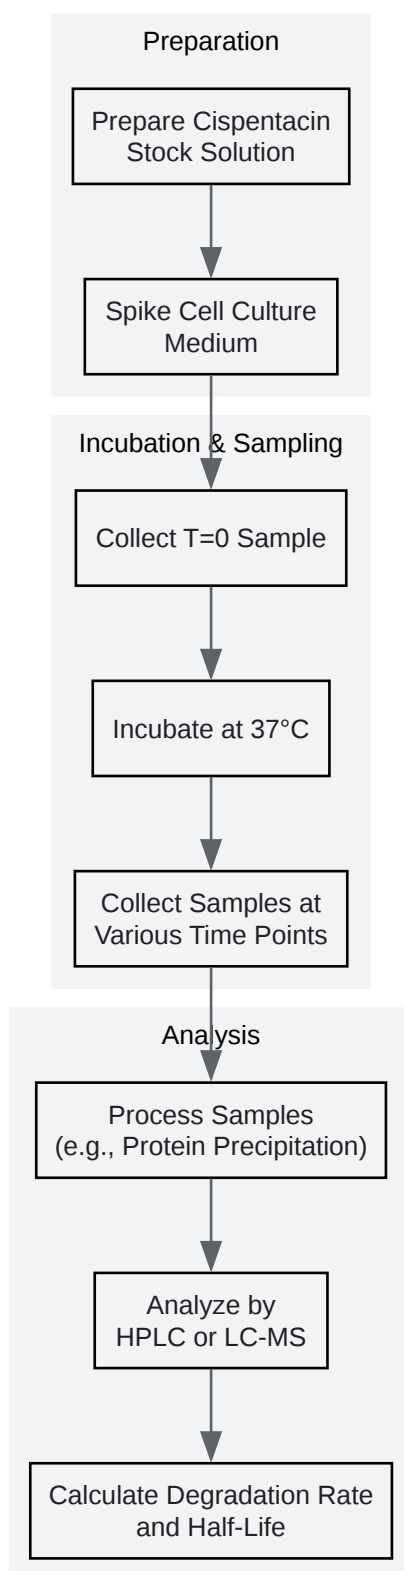 Preparation
Prepare Cispentacin
Stock Solution
Spike Cell Culture
Medium
Incubation & Sampling
Collect T=0 Sample
Incubate at 37°C
Collect Samples at
Various Time Points
Analysis
Process Samples
(e.g., Protein Precipitation)
Analyze by
HPLC or LC-MS
Calculate Degradation Rate
and Half-Life